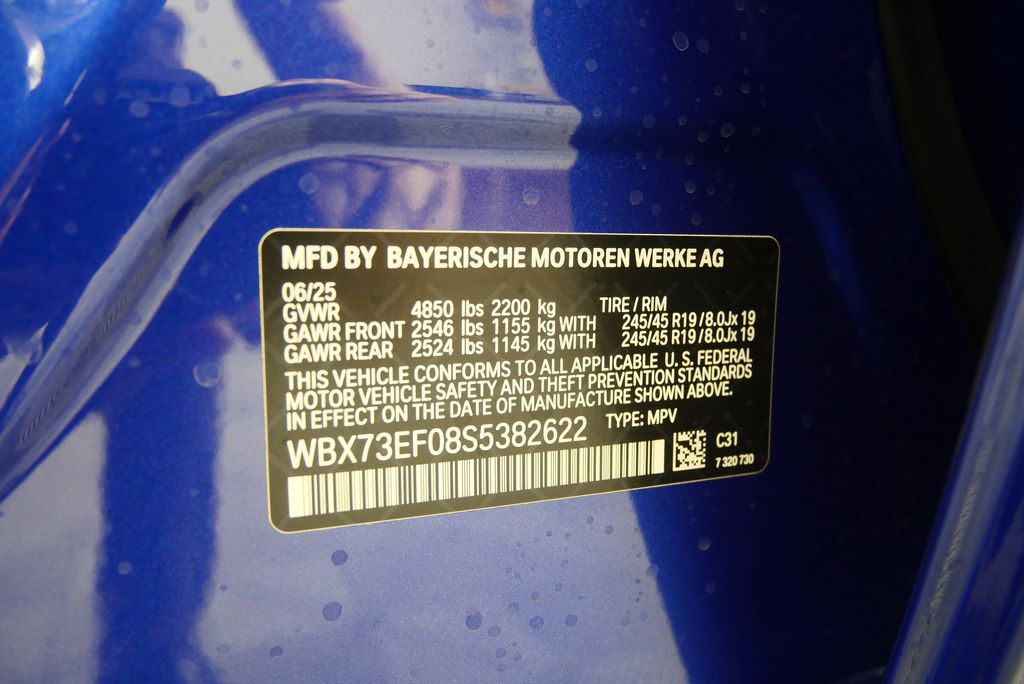 MFD BY BAYERISCHE MOTOREN WERKE AG
06/25
GVWR 4850 lbs 2200 kg TIRE / RIM
GAWR FRONT 2546 lbs 1155 kg WITH 245/45 R19 / 8.0Jx 19
GAWR REAR 2524 lbs 1145 kg WITH 245/45 R19 / 8.0Jx 19
THIS VEHICLE CONFORMS TO ALL APPLICABLE U. S. FEDERAL
MOTOR VEHICLE SAFETY AND THEFT PREVENTION STANDARDS
IN EFFECT ON THE DATE OF MANUFACTURE SHOWN ABOVE.
WBX73EF08S5382622 TYPE: MPV
C31
7 320 730